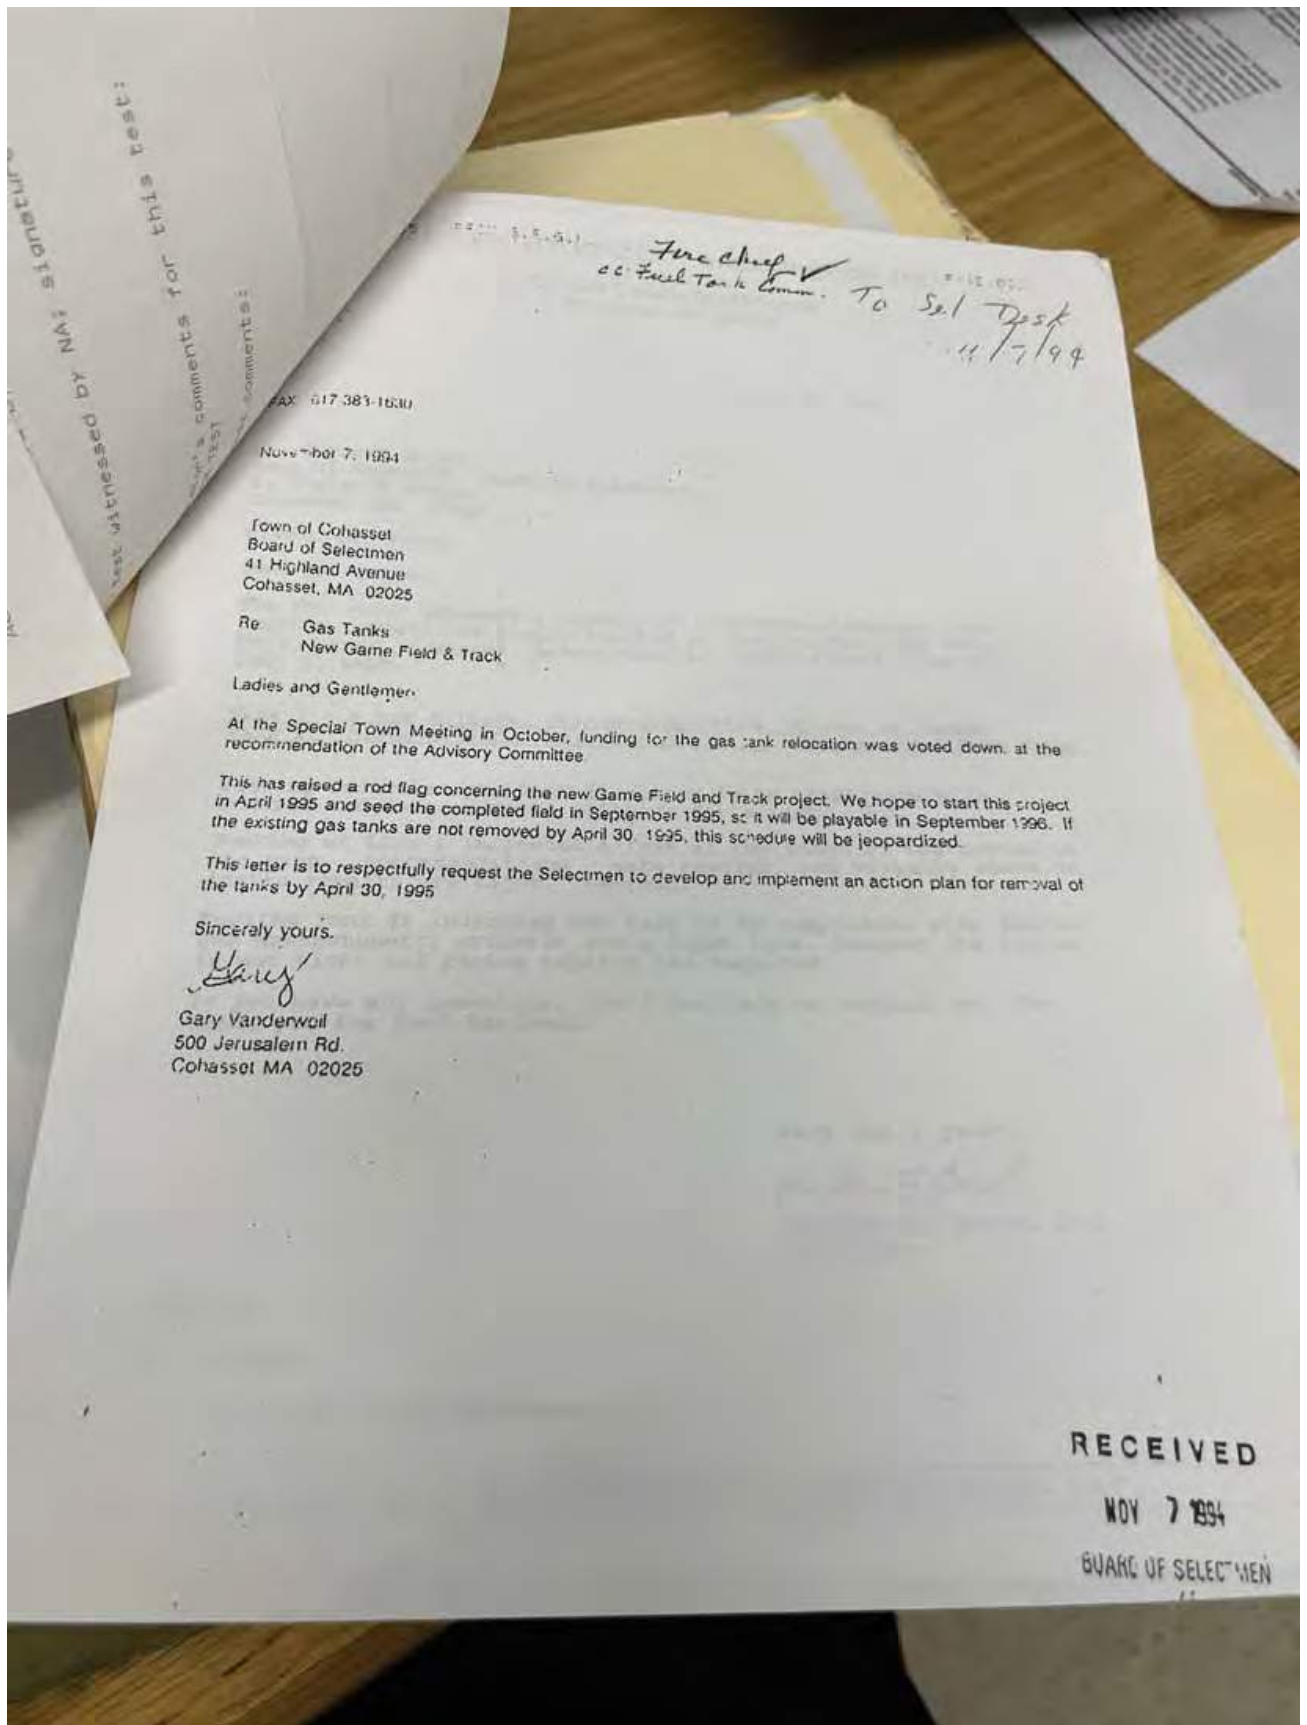 signature
Test witnessed by NA:
comments for this test:
comments:
TEST
Fire Chief ✓
cc: Fuel Tank Comm.
To Sel Desk
11/7/94
FAX 617 383-1630
November 7, 1994
Town of Cohasset
Board of Selectmen
41 Highland Avenue
Cohasset, MA 02025
Re Gas Tanks
New Game Field & Track
Ladies and Gentlemen
At the Special Town Meeting in October, funding for the gas tank relocation was voted down, at the
recommendation of the Advisory Committee.
This has raised a red flag concerning the new Game Field and Track project. We hope to start this project
in April 1995 and seed the completed field in September 1995, so it will be playable in September 1996. If
the existing gas tanks are not removed by April 30, 1995, this schedule will be jeopardized.
This letter is to respectfully request the Selectmen to develop and implement an action plan for removal of
the tanks by April 30, 1995
Sincerely yours.
Gary
Gary Vanderweil
500 Jerusalem Rd.
Cohasset MA 02025
RECEIVED
NOV 7 1994
BOARD OF SELECTMEN